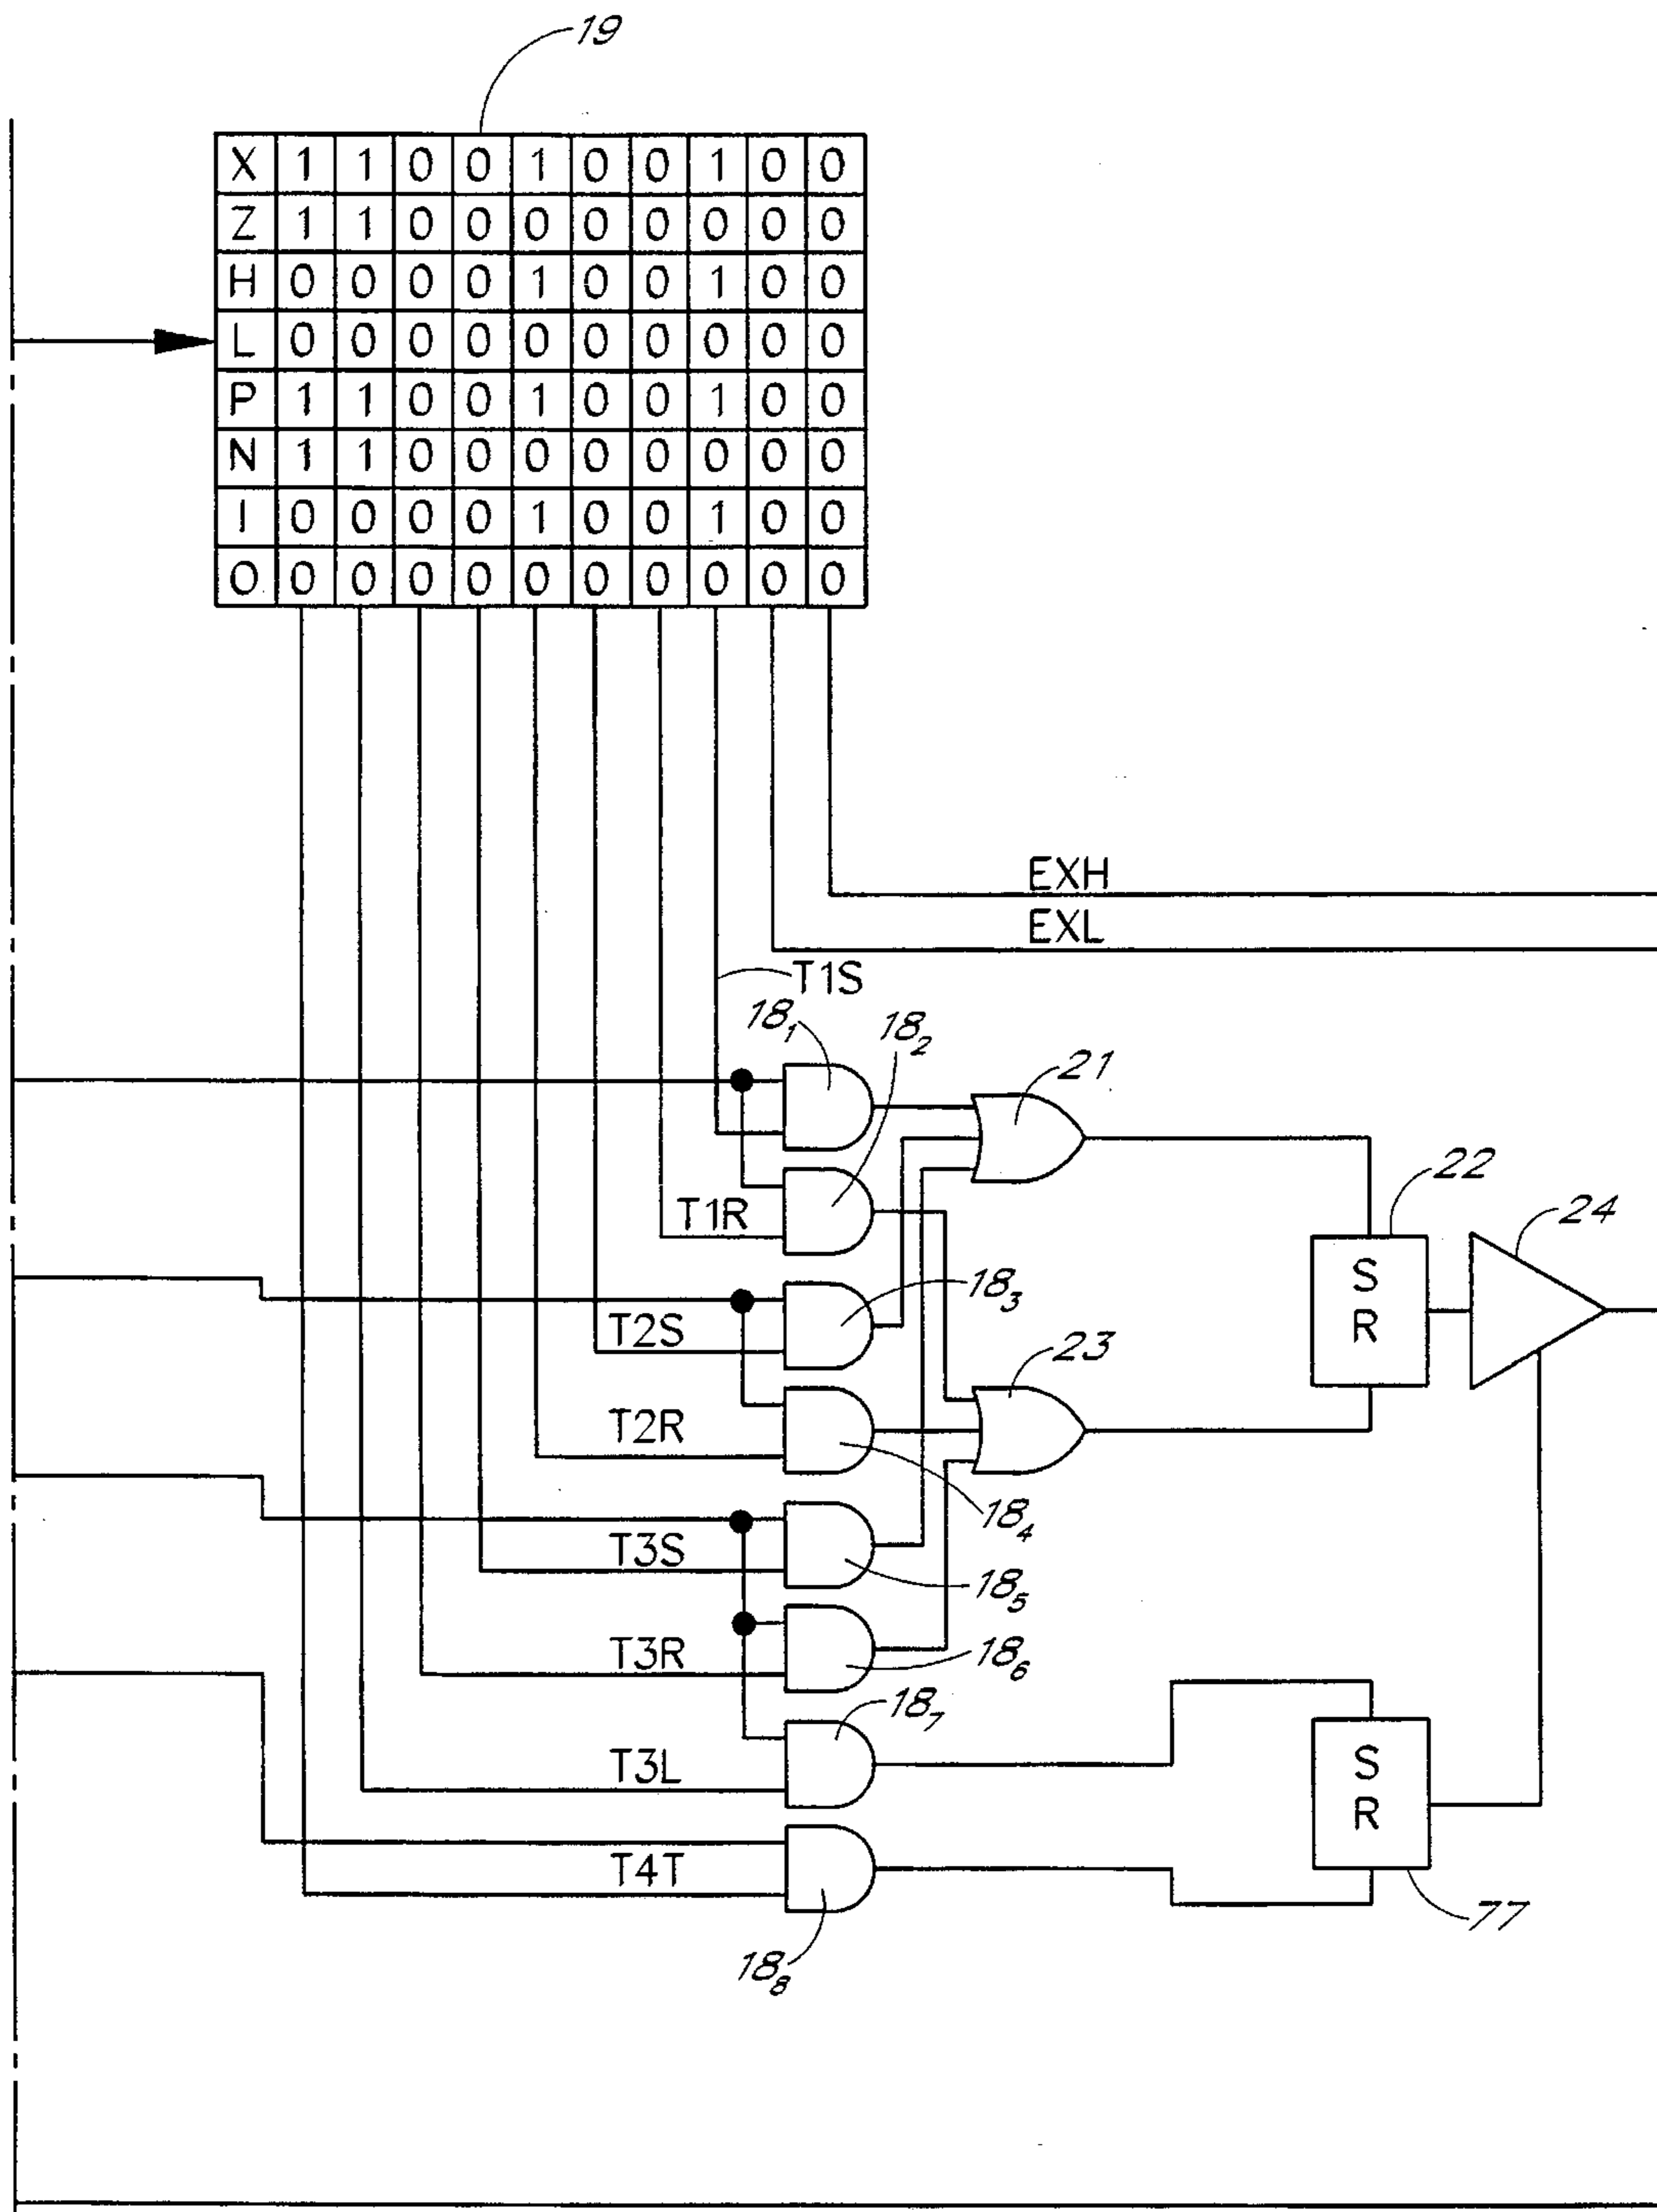 19
X 1 1 0 0 1 0 0 1 0 0
Z 1 1 0 0 0 0 0 0 0 0
H 0 0 0 0 1 0 0 1 0 0
L 0 0 0 0 0 0 0 0 0 0
P 1 1 0 0 1 0 0 1 0 0
N 1 1 0 0 0 0 0 0 0 0
I 0 0 0 0 1 0 0 1 0 0
O 0 0 0 0 0 0 0 0 0 0
EXH
EXL
T1S
18₁
18₂
21
T1R
22
24
S
R
18₃
T2S
23
T2R
18₄
T3S
18₅
T3R
18₆
18₇
T3L
S
R
T4T
77
18₈